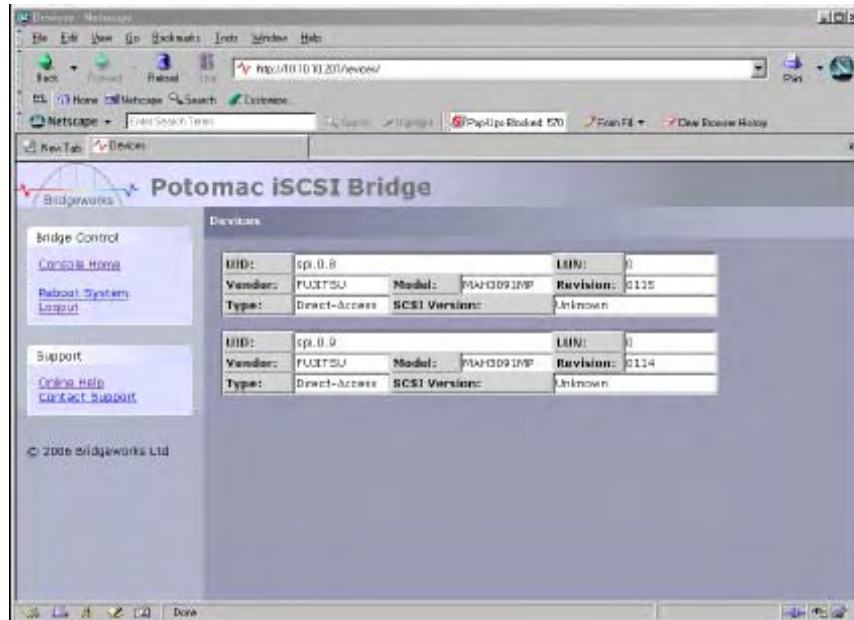 Devices - Netscape
File Edit View Go Bookmarks Tools Window Help
Back Forward Reload Stop http://10.10.10.201/devices/ Print
Home Netscape Search Customize...
Netscape Enter Search Terms Search Highlight Pop-Ups Blocked: 570 Form Fill Clear Browser History
New Tab Devices
Bridgeworks
Potomac iSCSI Bridge
Devices
Bridge Control
Console Home
Reboot System
Logout
Support
Online Help
Contact Support
© 2006 Bridgeworks Ltd
UID: spi.0.8 LUN: 0
Vendor: FUJITSU Model: MAH3091MP Revision: 0115
Type: Direct-Access SCSI Version: Unknown
UID: spi.0.9 LUN: 0
Vendor: FUJITSU Model: MAH3091MP Revision: 0114
Type: Direct-Access SCSI Version: Unknown
Done